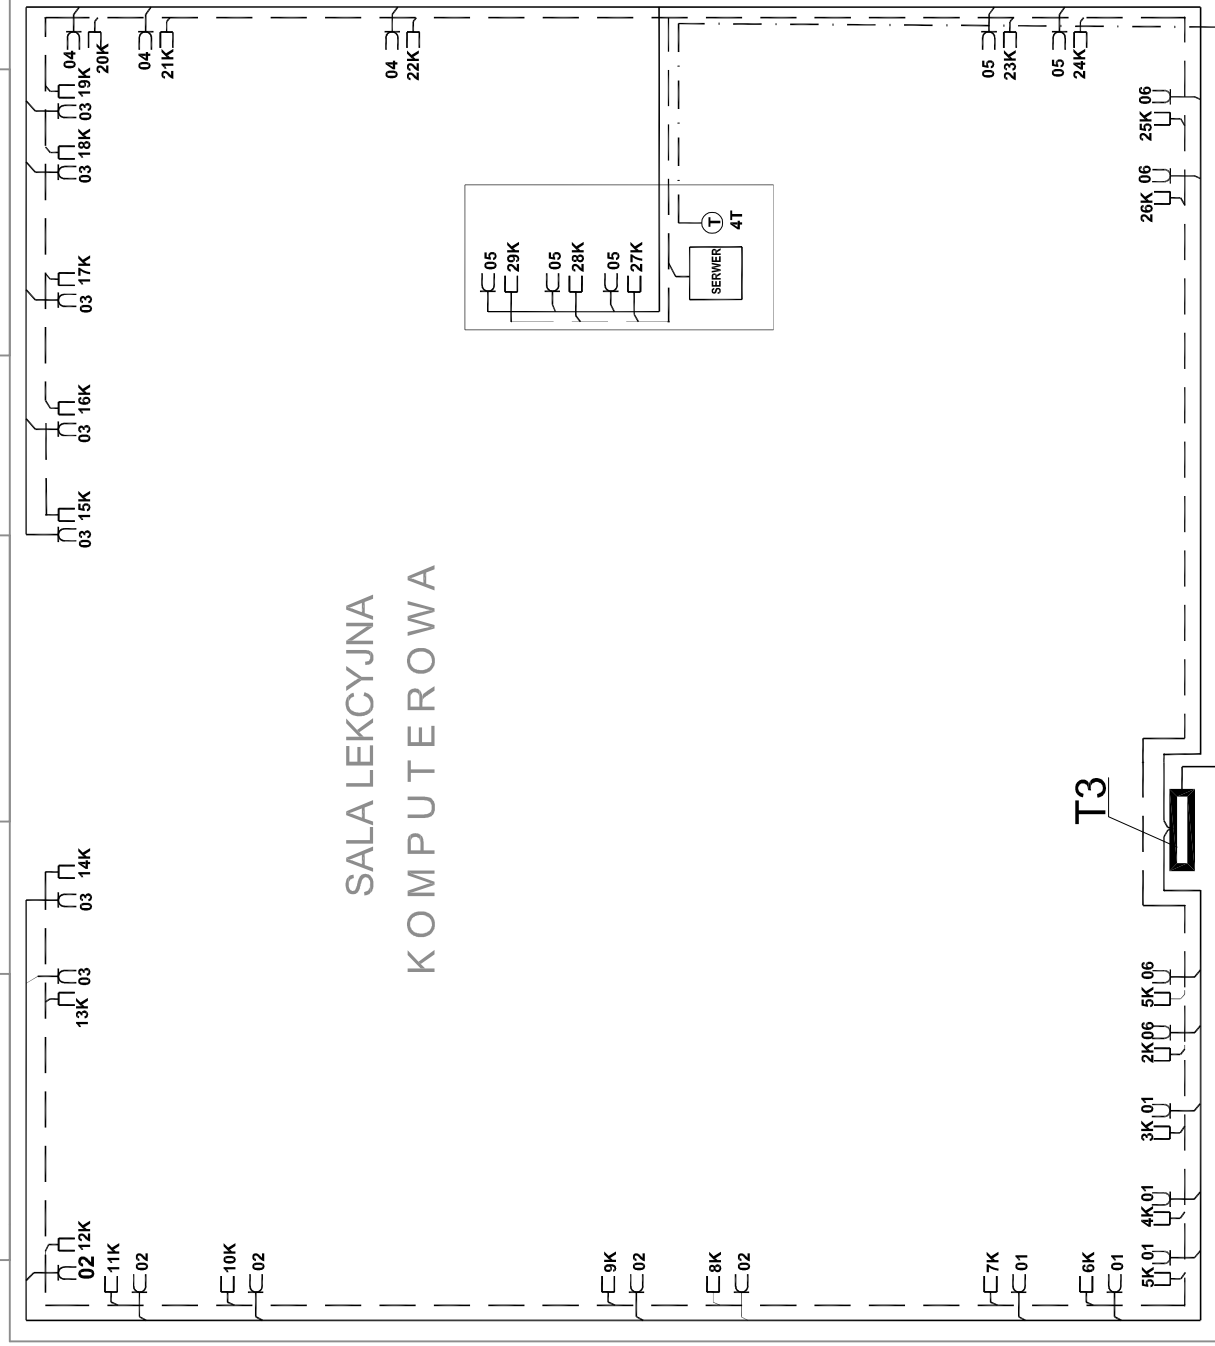 04
20K
04
21K
04
22K
05
23K
05
24K
19K
03
18K
03
17K
03
16K
03
15K
03
06
25K
06
26K
05
29K
05
28K
05
27K
T
4T
SERWER
SALA LEKCYJNA
KOMPUTEROWA
T3
14K
03
03
13K
12K
02
11K
02
10K
02
9K
02
8K
02
7K
01
6K
01
06
5K
06
2K
01
3K
01
4K
01
5K